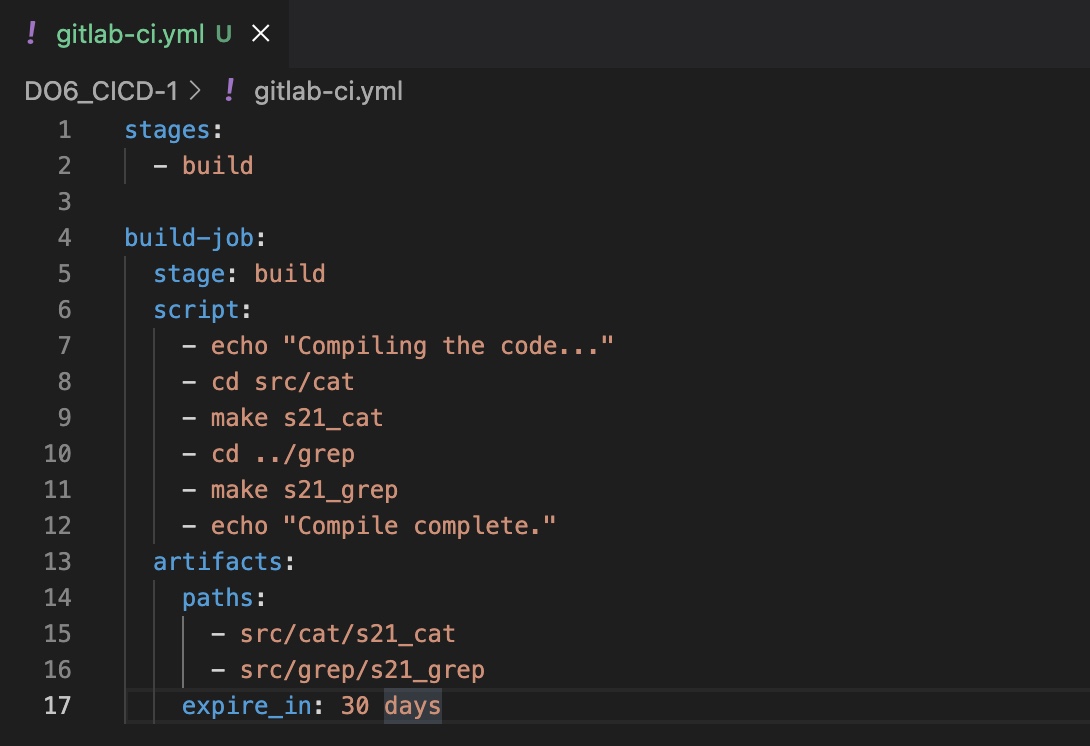 ! gitlab-ci.yml U ×
DO6_CICD-1 > ! gitlab-ci.yml
1 stages:
2   - build
3
4 build-job:
5   stage: build
6   script:
7     - echo "Compiling the code..."
8     - cd src/cat
9     - make s21_cat
10     - cd ../grep
11     - make s21_grep
12     - echo "Compile complete."
13   artifacts:
14     paths:
15       - src/cat/s21_cat
16       - src/grep/s21_grep
17     expire_in: 30 days